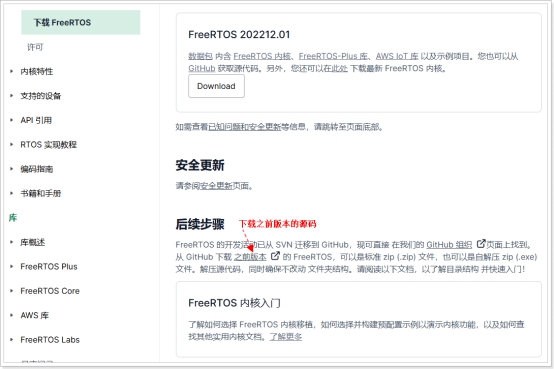 下载 FreeRTOS
许可
内核特性
支持的设备
API 引用
RTOS 实现教程
编码指南
书籍和手册
库
库概述
FreeRTOS Plus
FreeRTOS Core
AWS 库
FreeRTOS Labs
FreeRTOS 202212.01
数据包 内含 FreeRTOS 内核、FreeRTOS-Plus 库、AWS IoT 库 以及示例项目。您也可以从
GitHub 获取源代码。另外，您还可以在此处 下载最新 FreeRTOS 内核。
Download
如需查看已知问题和安全更新等信息，请跳转至页面底部。
安全更新
请参阅安全更新页面。
后续步骤
下载之前版本的源码
FreeRTOS 的开发活动已从 SVN 迁移到 GitHub，现可直接 在我们的 GitHub 组织 页面上找到。
从 GitHub 下载 之前版本 的 FreeRTOS，可以是标准 zip (.zip) 文件，也可以是自解压 zip (.exe)
文件。解压源代码，同时确保不改动 文件夹结构。请阅读以下文档，以了解目录结构 并快速入门！
FreeRTOS 内核入门
了解如何选择 FreeRTOS 内核移植，如何选择并构建预配置示例以演示内核功能，以及如何查
找其他实用内核文档。了解更多